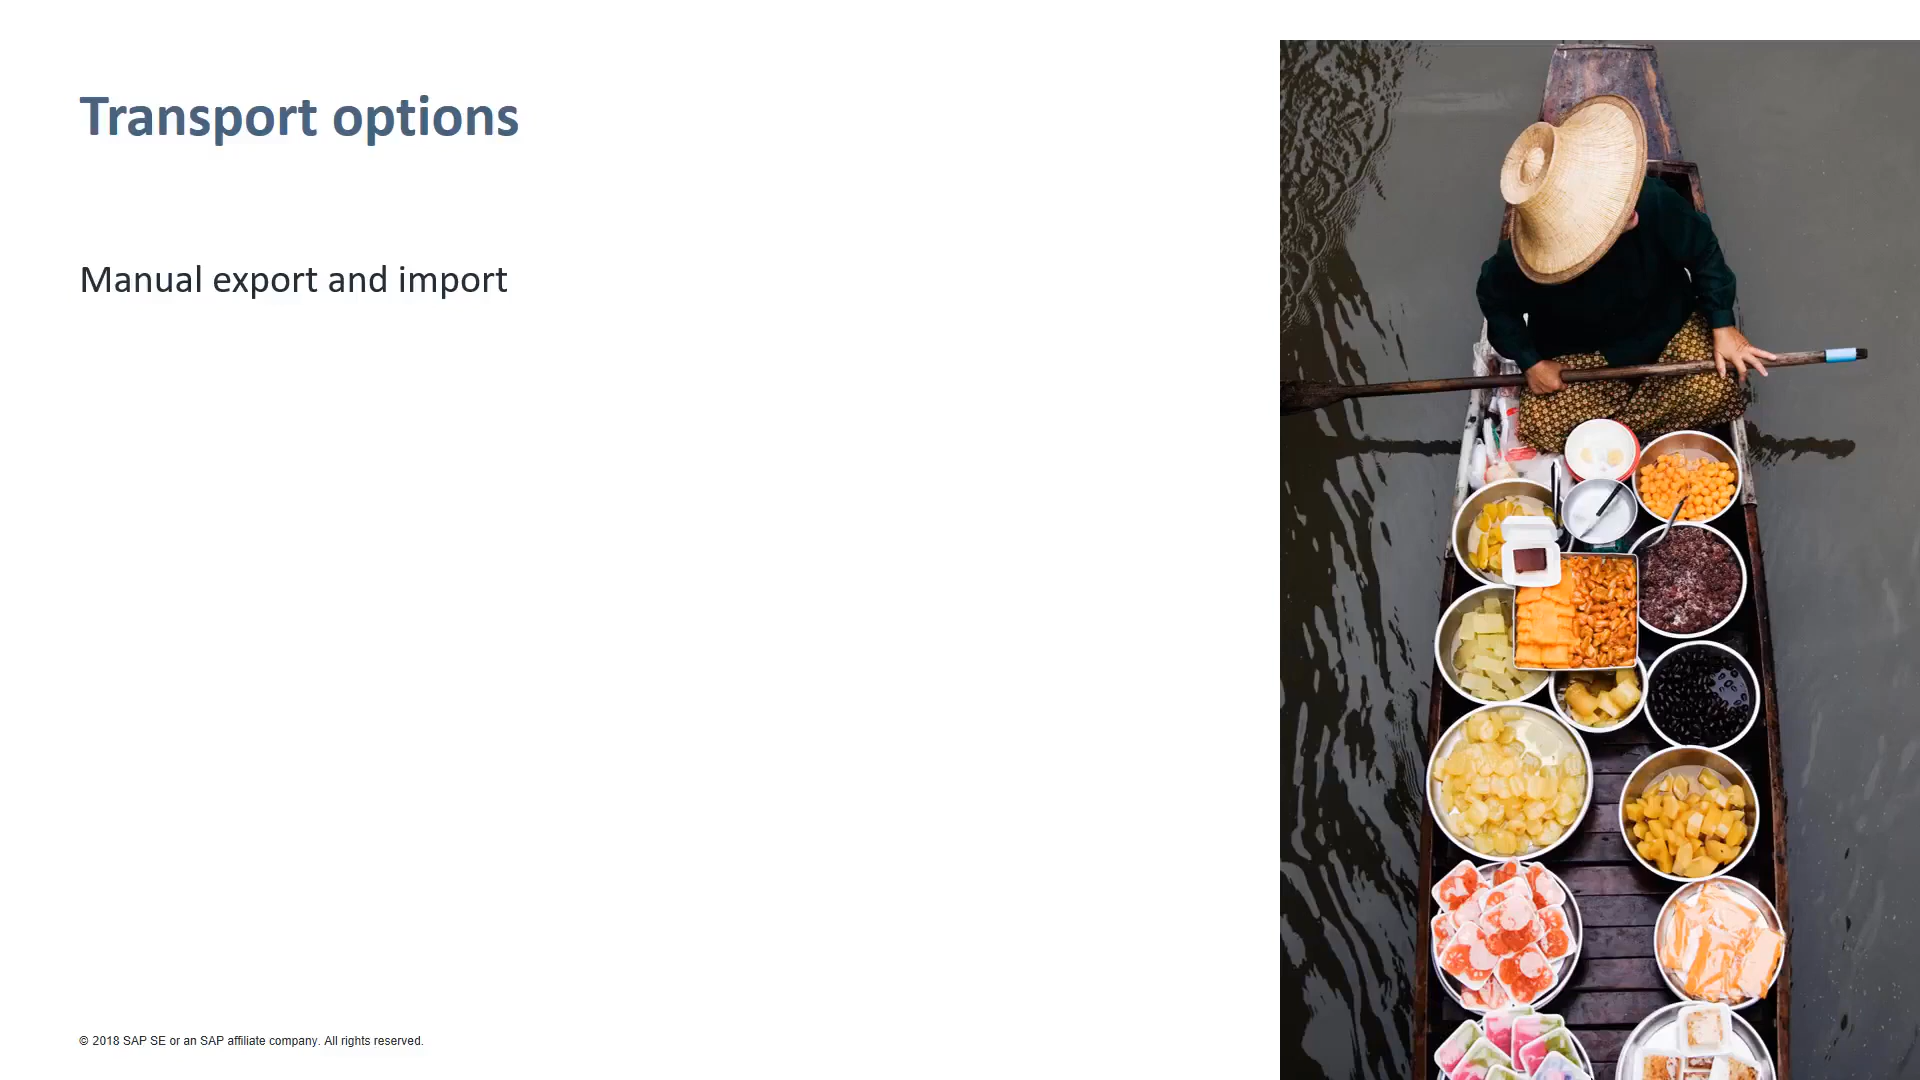 Transport options
Manual export and import
© 2018 SAP SE or an SAP affiliate company. All rights reserved.